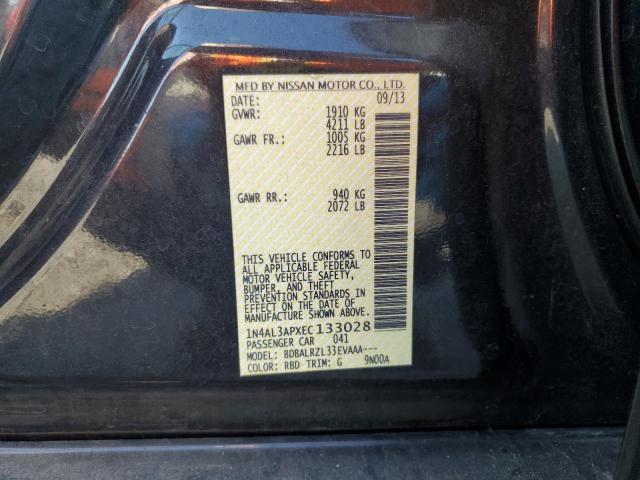 MFD BY NISSAN MOTOR CO., LTD.
DATE: 09/13
GVWR: 1910 KG
4211 LB
GAWR FR.: 1005 KG
2216 LB
GAWR RR.: 940 KG
2072 LB
THIS VEHICLE CONFORMS TO
ALL APPLICABLE FEDERAL
MOTOR VEHICLE SAFETY,
BUMPER, AND THEFT
PREVENTION STANDARDS IN
EFFECT ON THE DATE OF
MANUFACTURE SHOWN ABOVE.
1N4AL3APXEC133028
PASSENGER CAR 041
MODEL: BDBALRZL33EVAAA---
COLOR: RBD TRIM: G 9N00A